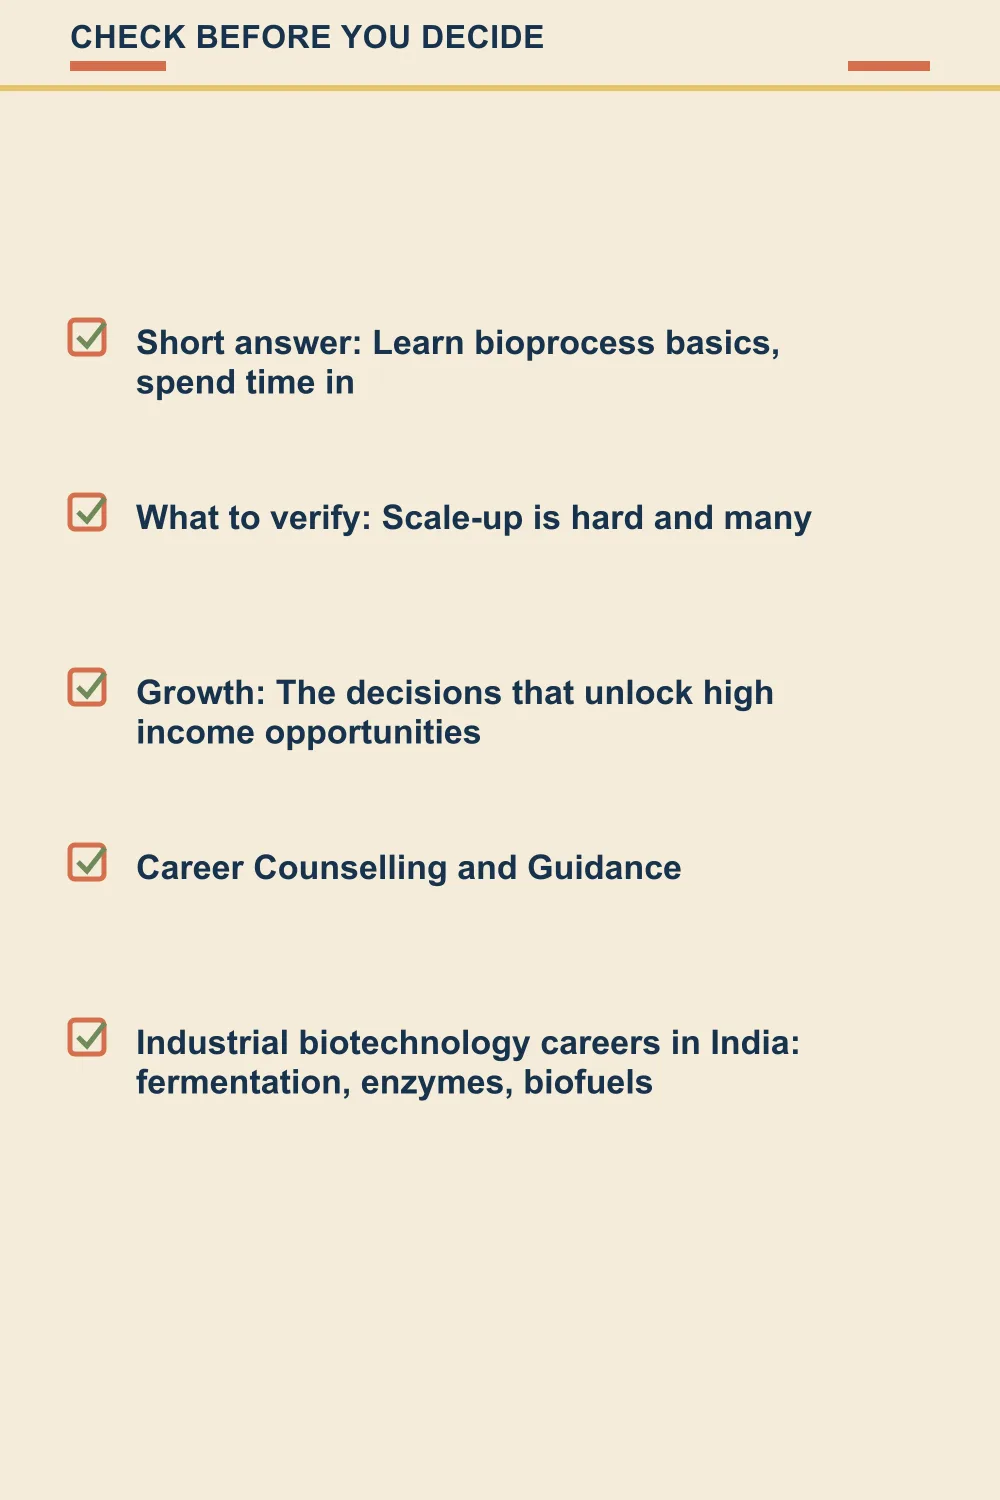 CHECK BEFORE YOU DECIDE
Short answer: Learn bioprocess basics,
spend time in
What to verify: Scale-up is hard and many
Growth: The decisions that unlock high
income opportunities
Career Counselling and Guidance
Industrial biotechnology careers in India:
fermentation, enzymes, biofuels